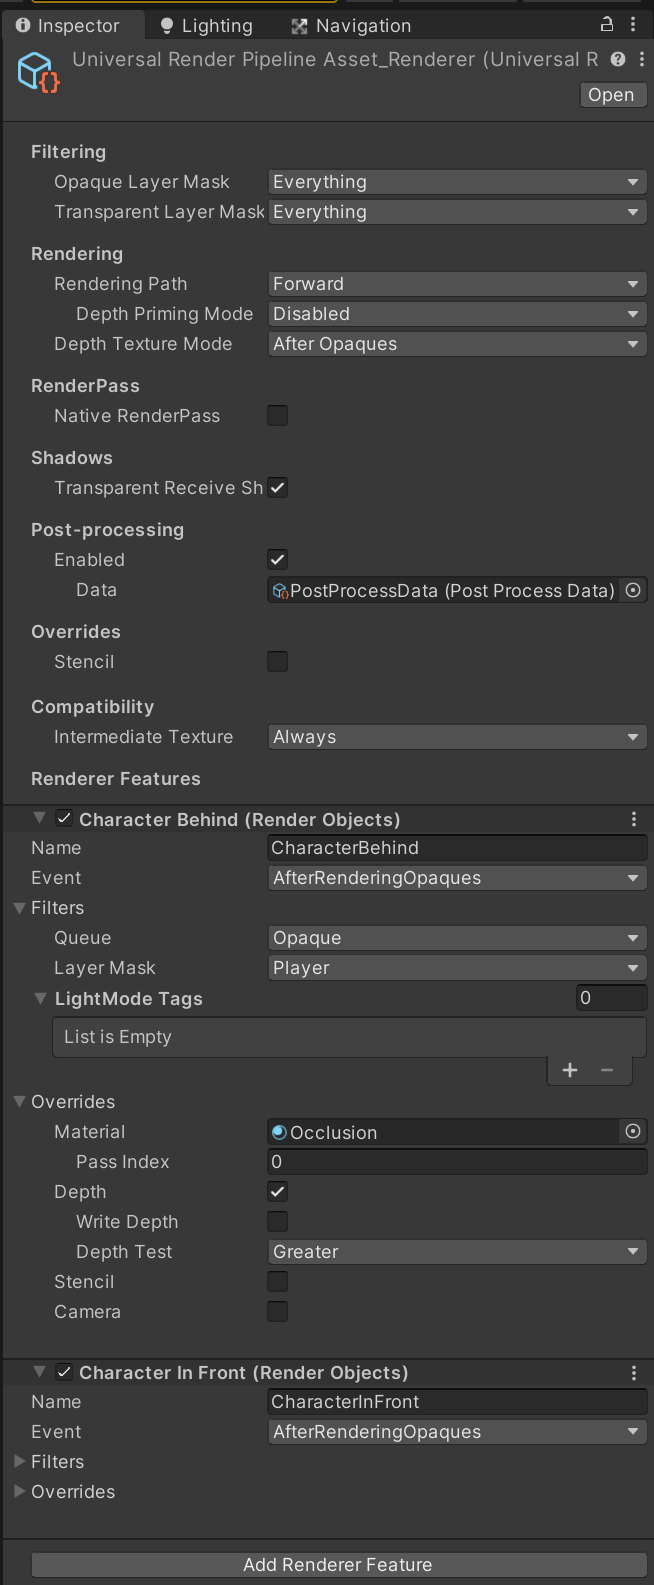 Inspector Lighting Navigation
Universal Render Pipeline Asset_Renderer (Universal R
Open
Filtering
Opaque Layer Mask Everything
Transparent Layer Mask Everything
Rendering
Rendering Path Forward
Depth Priming Mode Disabled
Depth Texture Mode After Opaques
RenderPass
Native RenderPass
Shadows
Transparent Receive Sh
Post-processing
Enabled
Data PostProcessData (Post Process Data)
Overrides
Stencil
Compatibility
Intermediate Texture Always
Renderer Features
Character Behind (Render Objects)
Name CharacterBehind
Event AfterRenderingOpaques
Filters
Queue Opaque
Layer Mask Player
LightMode Tags 0
List is Empty
+ −
Overrides
Material Occlusion
Pass Index 0
Depth
Write Depth
Depth Test Greater
Stencil
Camera
Character In Front (Render Objects)
Name CharacterInFront
Event AfterRenderingOpaques
Filters
Overrides
Add Renderer Feature